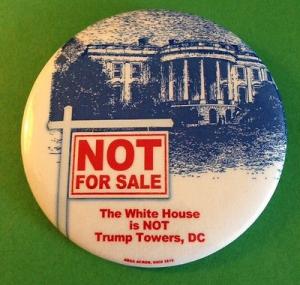 NOT
FOR SALE
The White House
is NOT
Trump Towers, DC